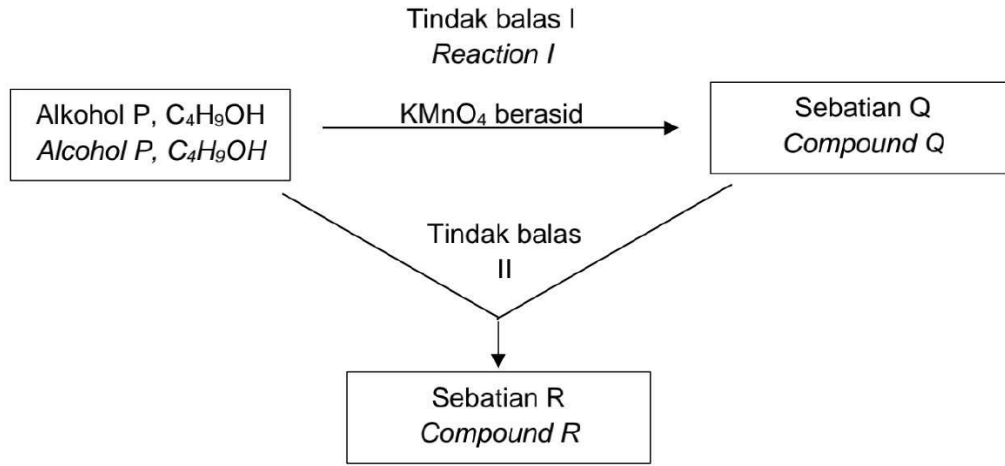 Tindak balas I
Reaction I
Alkohol P, C₄H₉OH
Alcohol P, C₄H₉OH
KMnO₄ berasid
Sebatian Q
Compound Q
Tindak balas
II
Sebatian R
Compound R